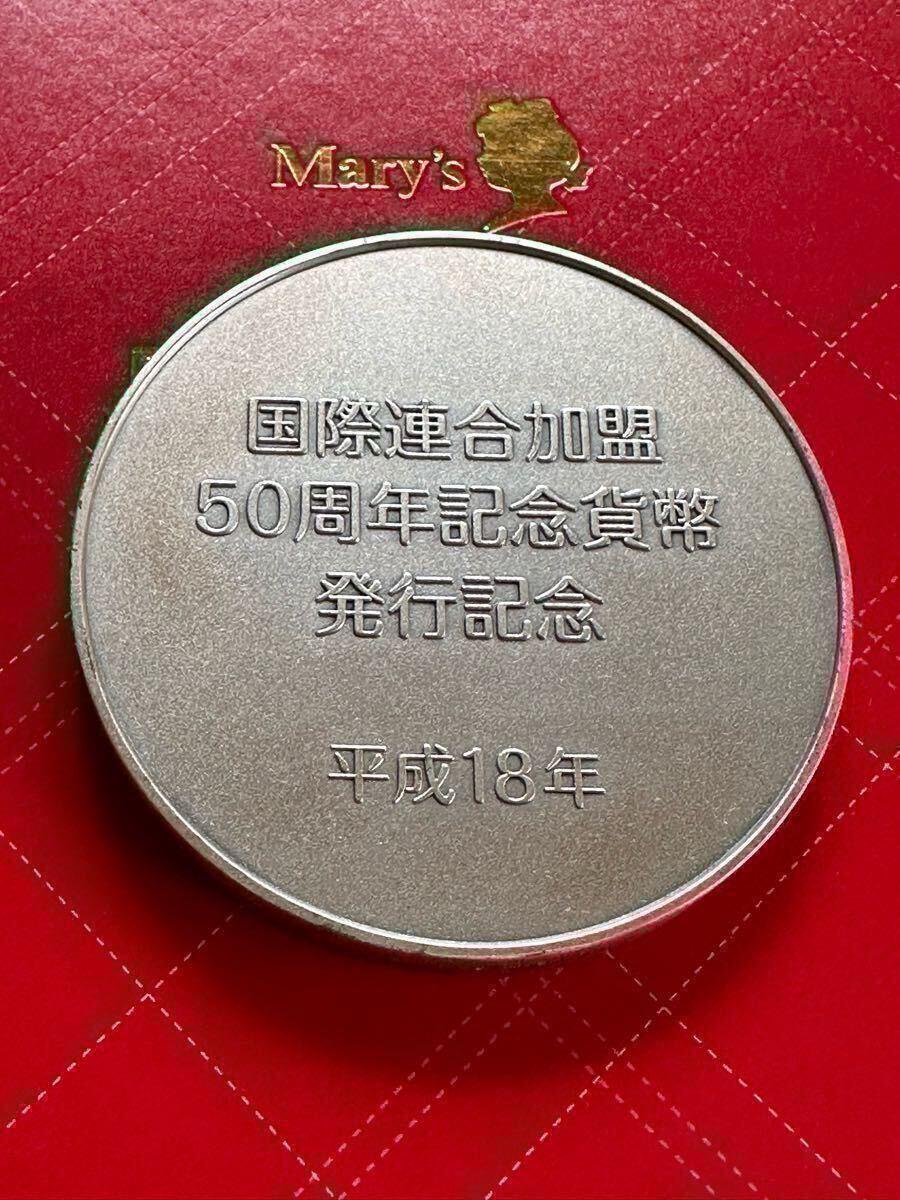 Mary's
国際連合加盟
50周年記念貨幣
発行記念
平成18年